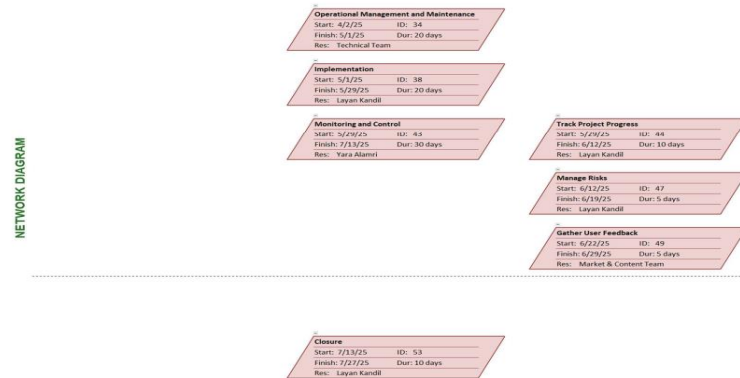 NETWORK DIAGRAM
Operational Management and Maintenance
Start: 4/2/25 ID: 34
Finish: 5/1/25 Dur: 20 days
Res: Technical Team
Implementation
Start: 5/1/25 ID: 38
Finish: 5/29/25 Dur: 20 days
Res: Layan Kandil
Monitoring and Control
Start: 5/29/25 ID: 43
Finish: 7/13/25 Dur: 30 days
Res: Yara Alamri
Track Project Progress
Start: 5/29/25 ID: 44
Finish: 6/12/25 Dur: 10 days
Res: Layan Kandil
Manage Risks
Start: 6/12/25 ID: 47
Finish: 6/19/25 Dur: 5 days
Res: Layan Kandil
Gather User Feedback
Start: 6/22/25 ID: 49
Finish: 6/29/25 Dur: 5 days
Res: Market & Content Team
Closure
Start: 7/13/25 ID: 53
Finish: 7/27/25 Dur: 10 days
Res: Layan Kandil